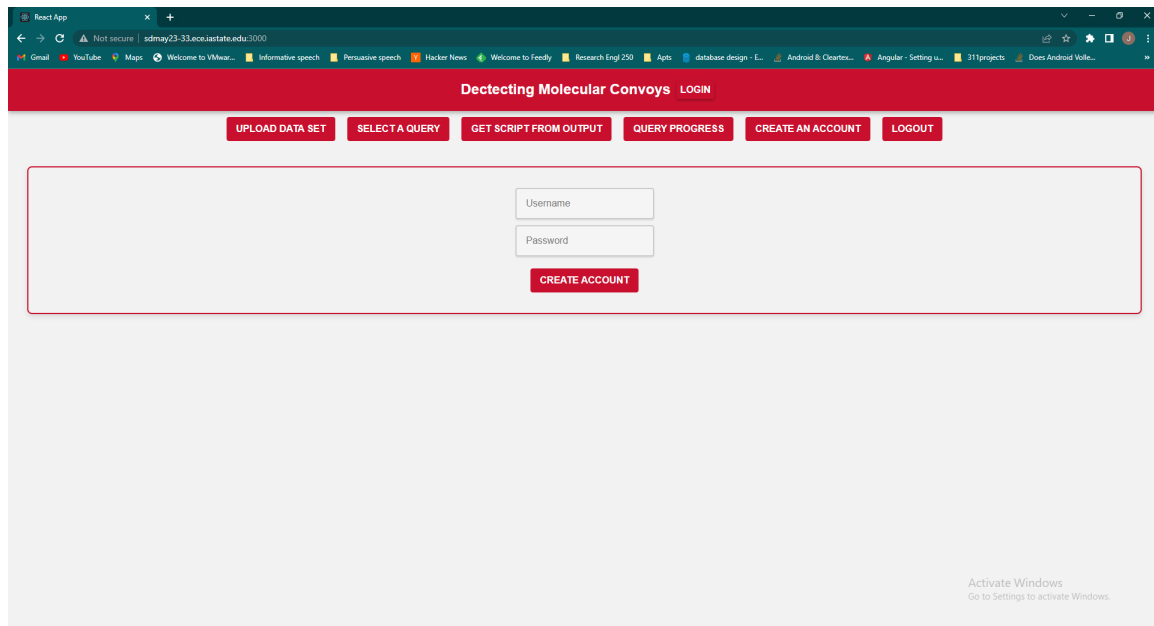 React App
Not secure | sdmay23-33.ece.iastate.edu:3000
Gmail YouTube Maps Welcome to VMwar... Informative speech Persuasive speech Hacker News Welcome to Feedly Research Engl 250 Apts database design - E... Android 8: Cleartex... Angular - Setting u... 311projects Does Android Volle... »
Dectecting Molecular Convoys LOGIN
UPLOAD DATA SET SELECT A QUERY GET SCRIPT FROM OUTPUT QUERY PROGRESS CREATE AN ACCOUNT LOGOUT
Username
Password
CREATE ACCOUNT
Activate Windows
Go to Settings to activate Windows.